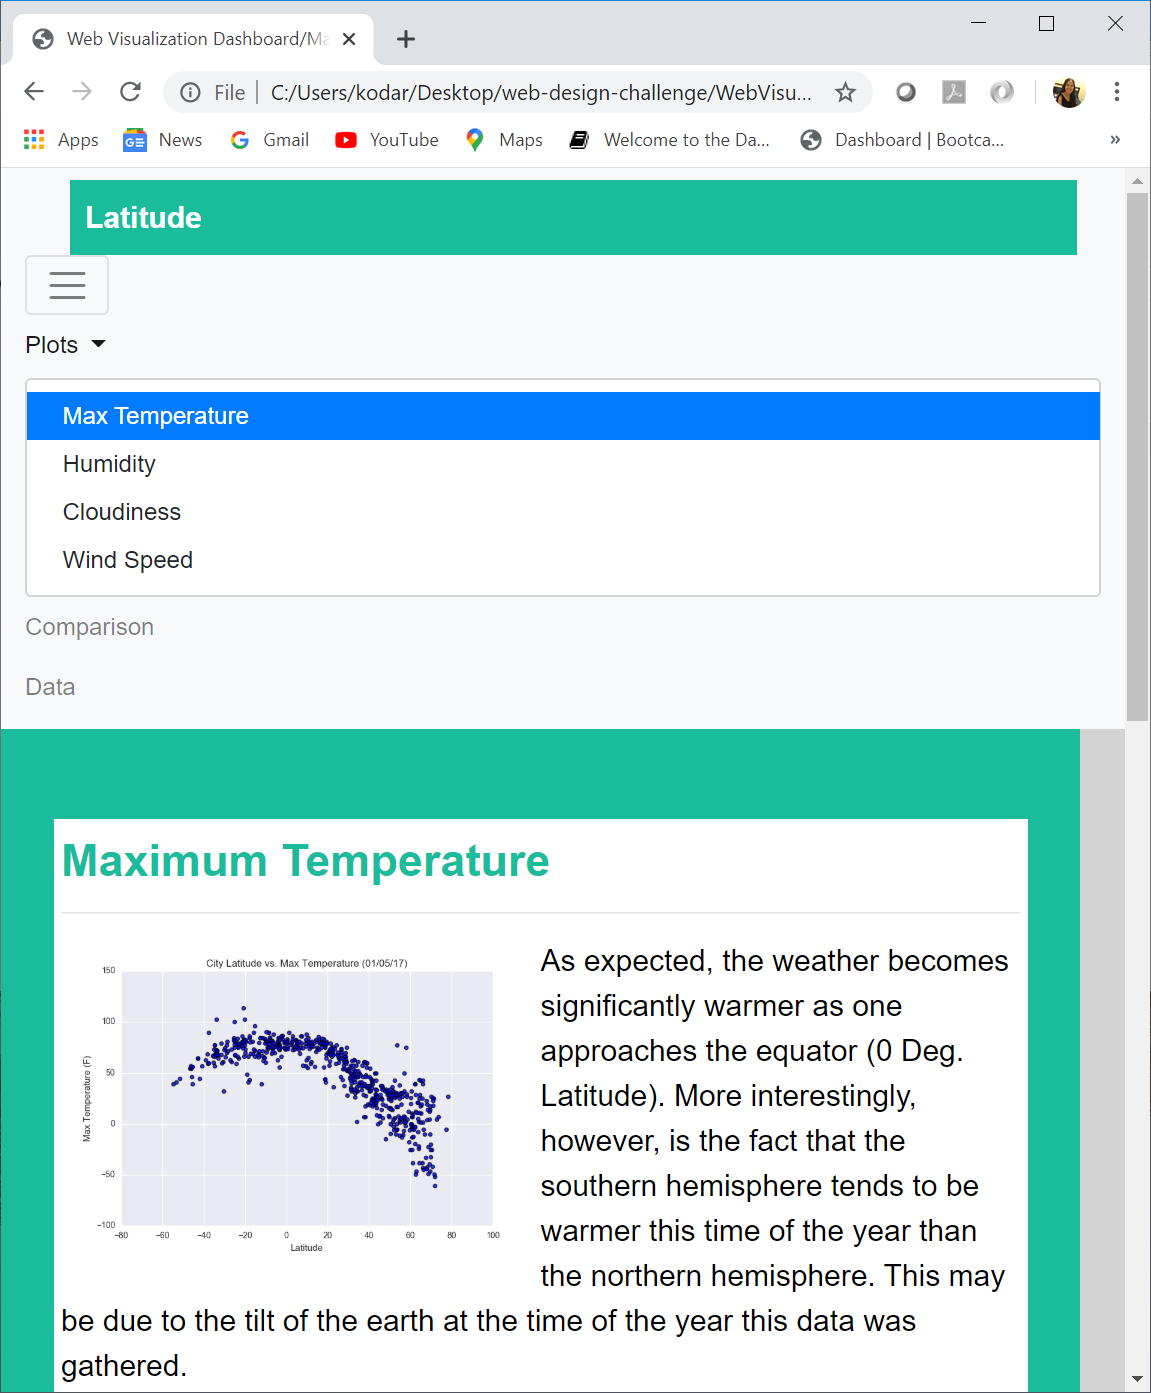 Web Visualization Dashboard/Ma
File
C:/Users/kodar/Desktop/web-design-challenge/WebVisu...
Apps News Gmail YouTube Maps Welcome to the Da... Dashboard | Bootca... »
Latitude
Plots
Max Temperature
Humidity
Cloudiness
Wind Speed
Comparison
Data
Maximum Temperature
City Latitude vs. Max Temperature (01/05/17)
150
100
50
0
−50
−100
Max Temperature (F)
−80 −60 −40 −20 0 20 40 60 80 100
Latitude
As expected, the weather becomes
significantly warmer as one
approaches the equator (0 Deg.
Latitude). More interestingly,
however, is the fact that the
southern hemisphere tends to be
warmer this time of the year than
the northern hemisphere. This may
be due to the tilt of the earth at the time of the year this data was
gathered.